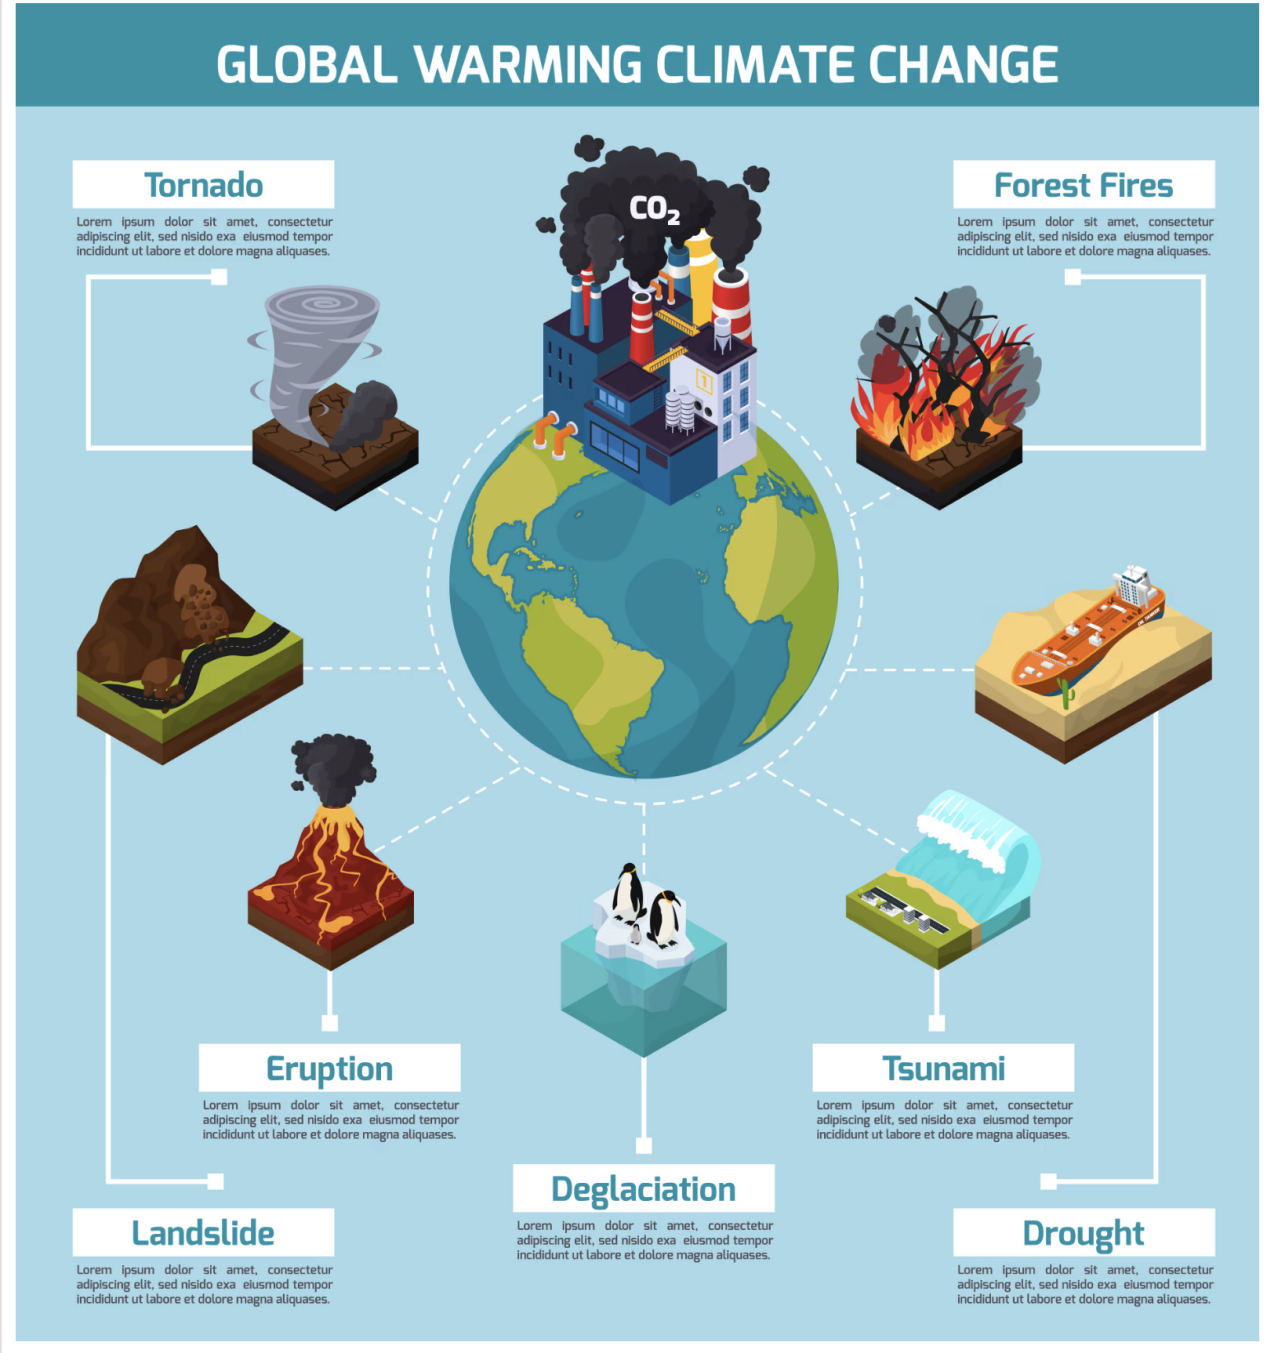 GLOBAL WARMING CLIMATE CHANGE
CO₂
Tornado
Lorem ipsum dolor sit amet, consectetur
adipiscing elit, sed nisido exa eiusmod tempor
incididunt ut labore et dolore magna aliquases.
Forest Fires
Lorem ipsum dolor sit amet, consectetur
adipiscing elit, sed nisido exa eiusmod tempor
incididunt ut labore et dolore magna aliquases.
1
OIL TANKER
Eruption
Lorem ipsum dolor sit amet, consectetur
adipiscing elit, sed nisido exa eiusmod tempor
incididunt ut labore et dolore magna aliquases.
Tsunami
Lorem ipsum dolor sit amet, consectetur
adipiscing elit, sed nisido exa eiusmod tempor
incididunt ut labore et dolore magna aliquases.
Deglaciation
Lorem ipsum dolor sit amet, consectetur
adipiscing elit, sed nisido exa eiusmod tempor
incididunt ut labore et dolore magna aliquases.
Landslide
Lorem ipsum dolor sit amet, consectetur
adipiscing elit, sed nisido exa eiusmod tempor
incididunt ut labore et dolore magna aliquases.
Drought
Lorem ipsum dolor sit amet, consectetur
adipiscing elit, sed nisido exa eiusmod tempor
incididunt ut labore et dolore magna aliquases.